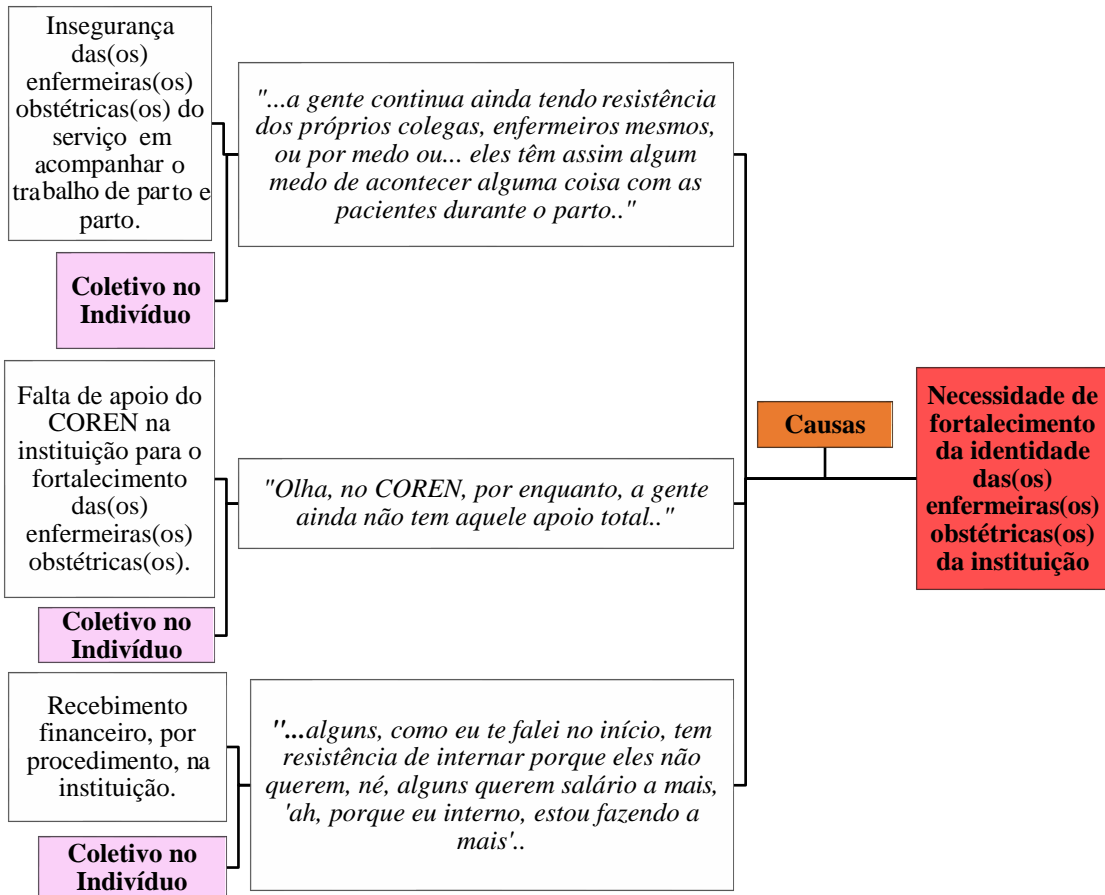 Insegurança
das(os)
enfermeiras(os)
obstétricas(os) do
serviço em
acompanhar o
trabalho de parto e
parto.
Coletivo no
Indivíduo
"...a gente continua ainda tendo resistência
dos próprios colegas, enfermeiros mesmos,
ou por medo ou... eles têm assim algum
medo de acontecer alguma coisa com as
pacientes durante o parto.."
Falta de apoio do
COREN na
instituição para o
fortalecimento
das(os)
enfermeiras(os)
obstétricas(os).
Coletivo no
Indivíduo
"Olha, no COREN, por enquanto, a gente
ainda não tem aquele apoio total.."
Recebimento
financeiro, por
procedimento, na
instituição.
Coletivo no
Indivíduo
"...alguns, como eu te falei no início, tem
resistência de internar porque eles não
querem, né, alguns querem salário a mais,
'ah, porque eu interno, estou fazendo a
mais'..
Causas
Necessidade de
fortalecimento
da identidade
das(os)
enfermeiras(os)
obstétricas(os)
da instituição